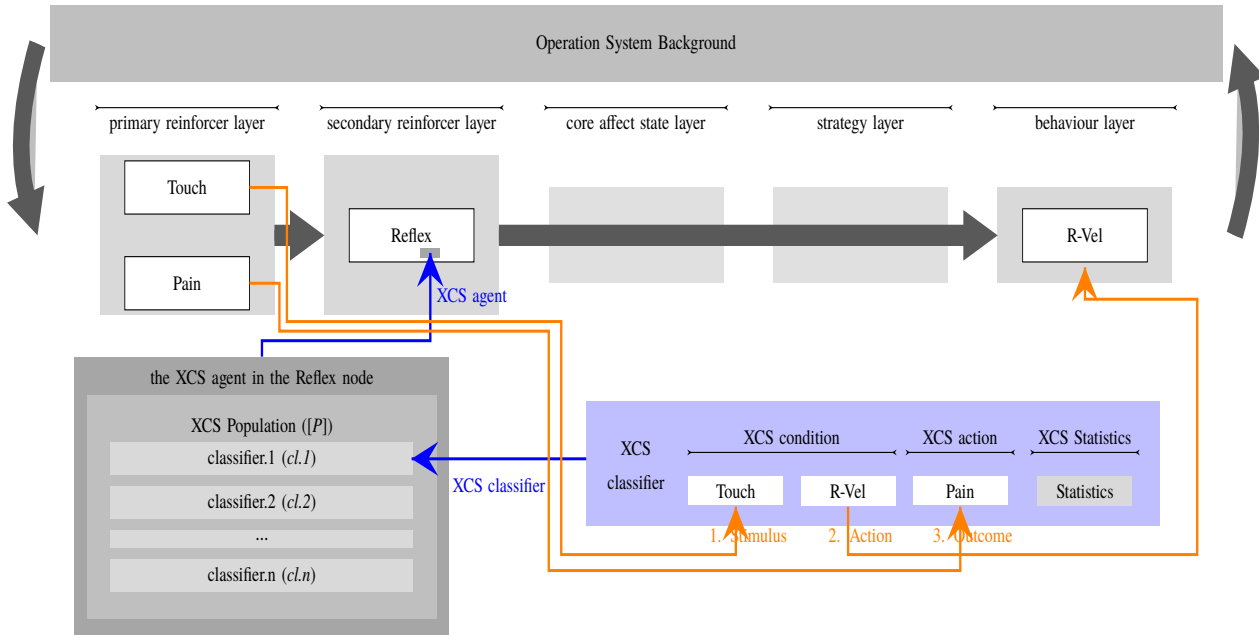 Operation System Background
primary reinforcer layer
secondary reinforcer layer
core affect state layer
strategy layer
behaviour layer
Touch
Reflex
R-Vel
Pain
XCS agent
the XCS agent in the Reflex node
XCS Population ([P])
classifier.1 (cl.1)
classifier.2 (cl.2)
...
classifier.n (cl.n)
XCS classifier
XCS
classifier
XCS condition
XCS action
XCS Statistics
Touch
R-Vel
Pain
Statistics
1. Stimulus
2. Action
3. Outcome